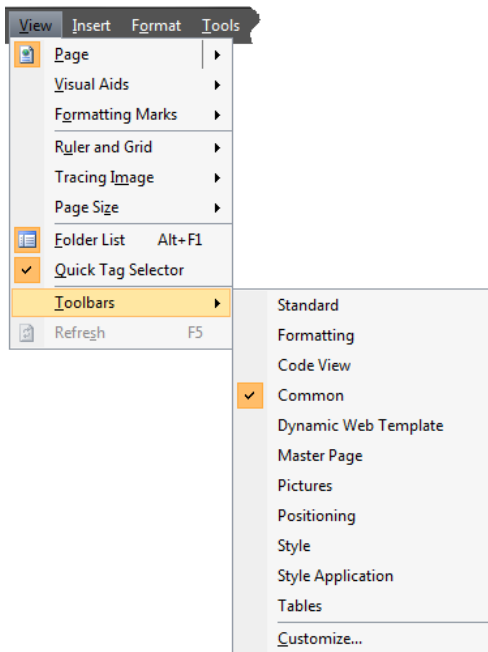 View Insert Format Tools
Page
Visual Aids
Formatting Marks
Ruler and Grid
Tracing Image
Page Size
Folder List Alt+F1
Quick Tag Selector
Toolbars
Refresh F5
Standard
Formatting
Code View
Common
Dynamic Web Template
Master Page
Pictures
Positioning
Style
Style Application
Tables
Customize...